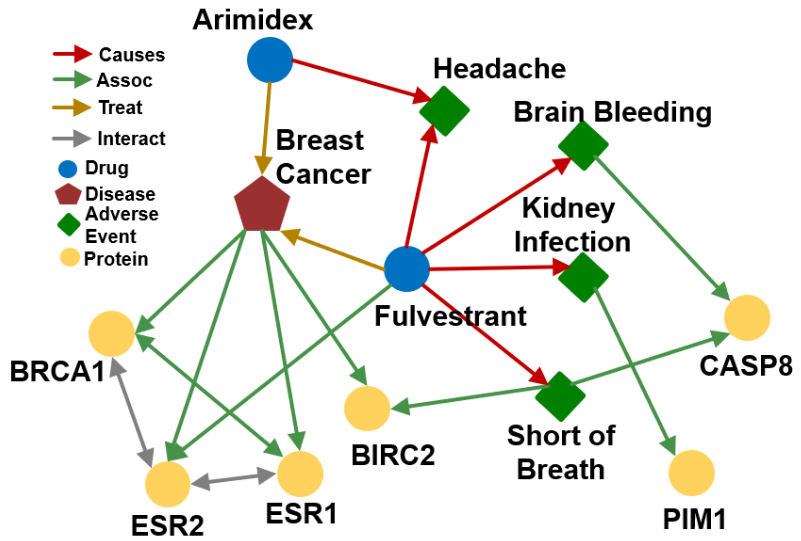 Arimidex
Causes
Assoc
Treat
Interact
Drug
Disease
Adverse
Event
Protein
Headache
Brain Bleeding
Breast
Cancer
Kidney
Infection
Fulvestrant
BRCA1
CASP8
BIRC2
Short of
Breath
ESR2
ESR1
PIM1